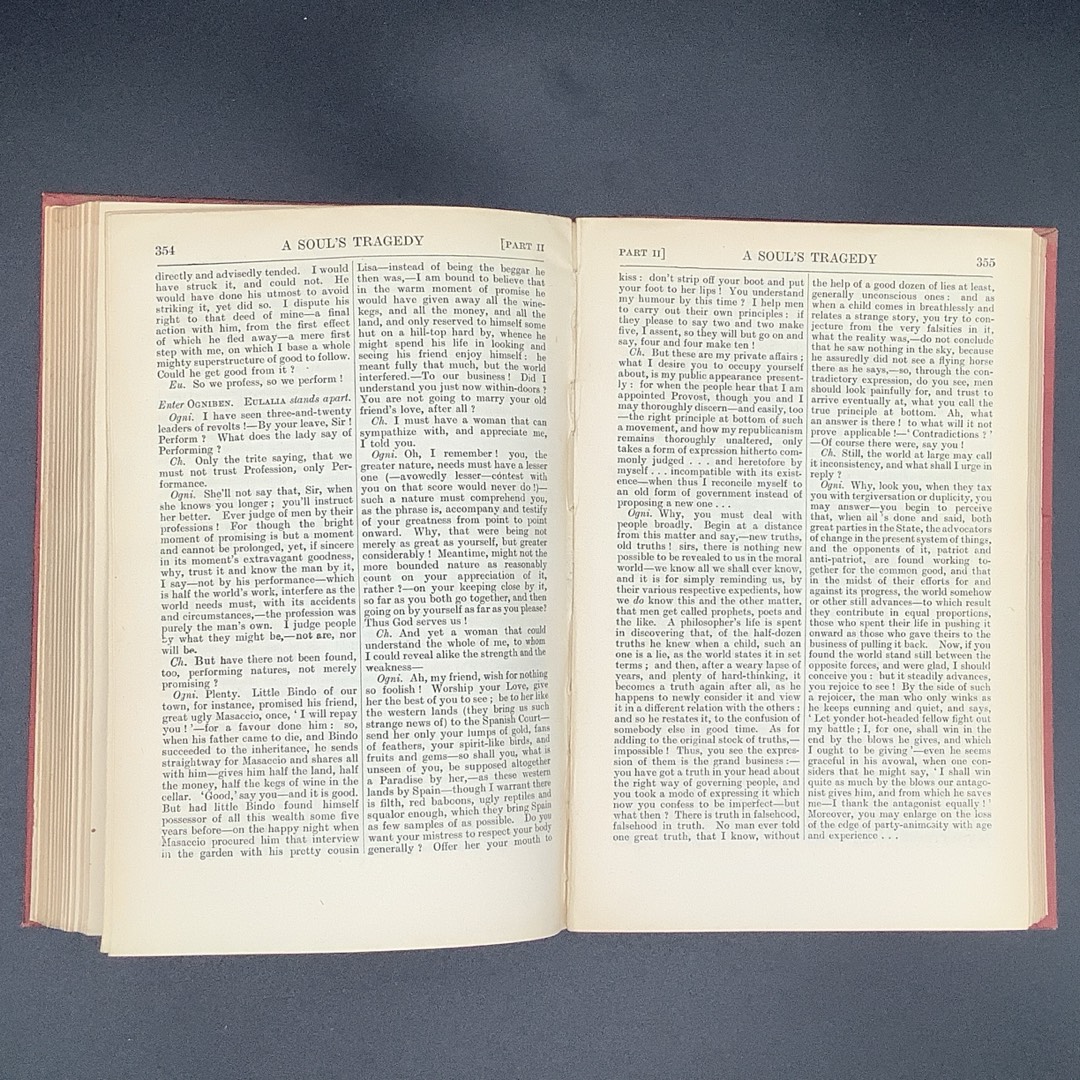 354
A SOUL'S TRAGEDY
[PART II
directly and advisedly tended. I would
have struck it, and could not. He
would have done his utmost to avoid
striking it, yet did so. I dispute his
right to that deed of mine—a final
action with him, from the first effect
of which he fled away—a mere first
step with me, on which I base a whole
mighty superstructure of good to follow.
Could he get good from it ?
Eu. So we profess, so we perform !
Enter OGNIBEN. EULALIA stands apart.
Ogni. I have seen three-and-twenty
leaders of revolts !—By your leave, Sir !
Perform ? What does the lady say of
Performing ?
Ch. Only the trite saying, that we
must not trust Profession, only Per-
formance.
Ogni. She'll not say that, Sir, when
she knows you longer ; you'll instruct
her better. Ever judge of men by their
professions ! For though the bright
moment of promising is but a moment
and cannot be prolonged, yet, if sincere
in its moment's extravagant goodness,
why, trust it and know the man by it,
I say—not by his performance—which
is half the world's work, interfere as the
world needs must, with its accidents
and circumstances,—the profession was
purely the man's own. I judge people
by what they might be,—not are, nor
will be.
Ch. But have there not been found,
too, performing natures, not merely
promising ?
Ogni. Plenty. Little Bindo of our
town, for instance, promised his friend,
great ugly Masaccio, once, ' I will repay
you ! '—for a favour done him : so,
when his father came to die, and Bindo
succeeded to the inheritance, he sends
straightway for Masaccio and shares all
with him—gives him half the land, half
the money, half the kegs of wine in the
cellar. 'Good,' say you—and it is good.
But had little Bindo found himself
possessor of all this wealth some five
years before—on the happy night when
Masaccio procured him that interview
in the garden with his pretty cousin
Lisa—instead of being the beggar he
then was,—I am bound to believe that
in the warm moment of promise he
would have given away all the wine-
kegs, and all the money, and all the
land, and only reserved to himself some
hut on a hill-top hard by, whence he
might spend his life in looking and
seeing his friend enjoy himself : he
meant fully that much, but the world
interfered.—To our business ! Did I
understand you just now within-doors ?
You are not going to marry your old
friend's love, after all ?
Ch. I must have a woman that can
sympathize with, and appreciate me,
I told you.
Ogni. Oh, I remember ! you, the
greater nature, needs must have a lesser
one (—avowedly lesser—contest with
you on that score would never do !)—
such a nature must comprehend you,
as the phrase is, accompany and testify
of your greatness from point to point
onward. Why, that were being not
merely as great as yourself, but greater
considerably ! Meantime, might not the
more bounded nature as reasonably
count on your appreciation of it,
rather ?—on your keeping close by it,
so far as you both go together, and then
going on by yourself as far as you please?
Thus God serves us !
Ch. And yet a woman that could
understand the whole of me, to whom
I could reveal alike the strength and the
weakness—
Ogni. Ah, my friend, wish for nothing
so foolish ! Worship your Love, give
her the best of you to see ; be to her like
the western lands (they bring us such
strange news of) to the Spanish Court—
send her only your lumps of gold, fans
of feathers, your spirit-like birds, and
fruits and gems—so shall you, what is
unseen of you, be supposed altogether
a Paradise by her,—as these western
lands by Spain—though I warrant there
is filth, red baboons, ugly reptiles and
squalor enough, which they bring Spain
as few samples of as possible. Do you
want your mistress to respect your body
generally ? Offer her your mouth to
PART II]
A SOUL'S TRAGEDY
355
kiss : don't strip off your boot and put
your foot to her lips ! You understand
my humour by this time ? I help men
to carry out their own principles : if
they please to say two and two make
five, I assent, so they will but go on and
say, four and four make ten !
Ch. But these are my private affairs ;
what I desire you to occupy yourself
about, is my public appearance present-
ly : for when the people hear that I am
appointed Provost, though you and I
may thoroughly discern—and easily, too
—the right principle at bottom of such
a movement, and how my republicanism
remains thoroughly unaltered, only
takes a form of expression hitherto com-
monly judged . . . and heretofore by
myself . . . incompatible with its exist-
ence—when thus I reconcile myself to
an old form of government instead of
proposing a new one . . .
Ogni. Why, you must deal with
people broadly. Begin at a distance
from this matter and say,—new truths,
old truths ! sirs, there is nothing new
possible to be revealed to us in the moral
world—we know all we shall ever know,
and it is for simply reminding us, by
their various respective expedients, how
we do know this and the other matter,
that men get called prophets, poets and
the like. A philosopher's life is spent
in discovering that, of the half-dozen
truths he knew when a child, such an
one is a lie, as the world states it in set
terms ; and then, after a weary lapse of
years, and plenty of hard-thinking, it
becomes a truth again after all, as he
happens to newly consider it and view
it in a different relation with the others :
and so he restates it, to the confusion of
somebody else in good time. As for
adding to the original stock of truths,—
impossible ! Thus, you see the expres-
sion of them is the grand business :—
you have got a truth in your head about
the right way of governing people, and
you took a mode of expressing it which
now you confess to be imperfect—but
what then ? There is truth in falsehood,
falsehood in truth. No man ever told
one great truth, that I know, without
the help of a good dozen of lies at least,
generally unconscious ones : and as
when a child comes in breathlessly and
relates a strange story, you try to con-
jecture from the very falsities in it,
what the reality was,—do not conclude
that he saw nothing in the sky, because
he assuredly did not see a flying horse
there as he says,—so, through the con-
tradictory expression, do you see, men
should look painfully for, and trust to
arrive eventually at, what you call the
true principle at bottom. Ah, what
an answer is there ! to what will it not
prove applicable !—' Contradictions ? '
—Of course there were, say you !
Ch. Still, the world at large may call
it inconsistency, and what shall I urge in
reply ?
Ogni. Why, look you, when they tax
you with tergiversation or duplicity, you
may answer—you begin to perceive
that, when all 's done and said, both
great parties in the State, the advocators
of change in the present system of things,
and the opponents of it, patriot and
anti-patriot, are found working to-
gether for the common good, and that
in the midst of their efforts for and
against its progress, the world somehow
or other still advances—to which result
they contribute in equal proportions,
those who spent their life in pushing it
onward as those who gave theirs to the
business of pulling it back. Now, if you
found the world stand still between the
opposite forces, and were glad, I should
conceive you : but it steadily advances,
you rejoice to see ! By the side of such
a rejoicer, the man who only winks as
he keeps cunning and quiet, and says,
' Let yonder hot-headed fellow fight out
my battle ; I, for one, shall win in the
end by the blows he gives, and which
I ought to be giving '—even he seems
graceful in his avowal, when one con-
siders that he might say, ' I shall win
quite as much by the blows our antago-
nist gives him, and from which he saves
me—I thank the antagonist equally ! '
Moreover, you may enlarge on the loss
of the edge of party-animosity with age
and experience . . .